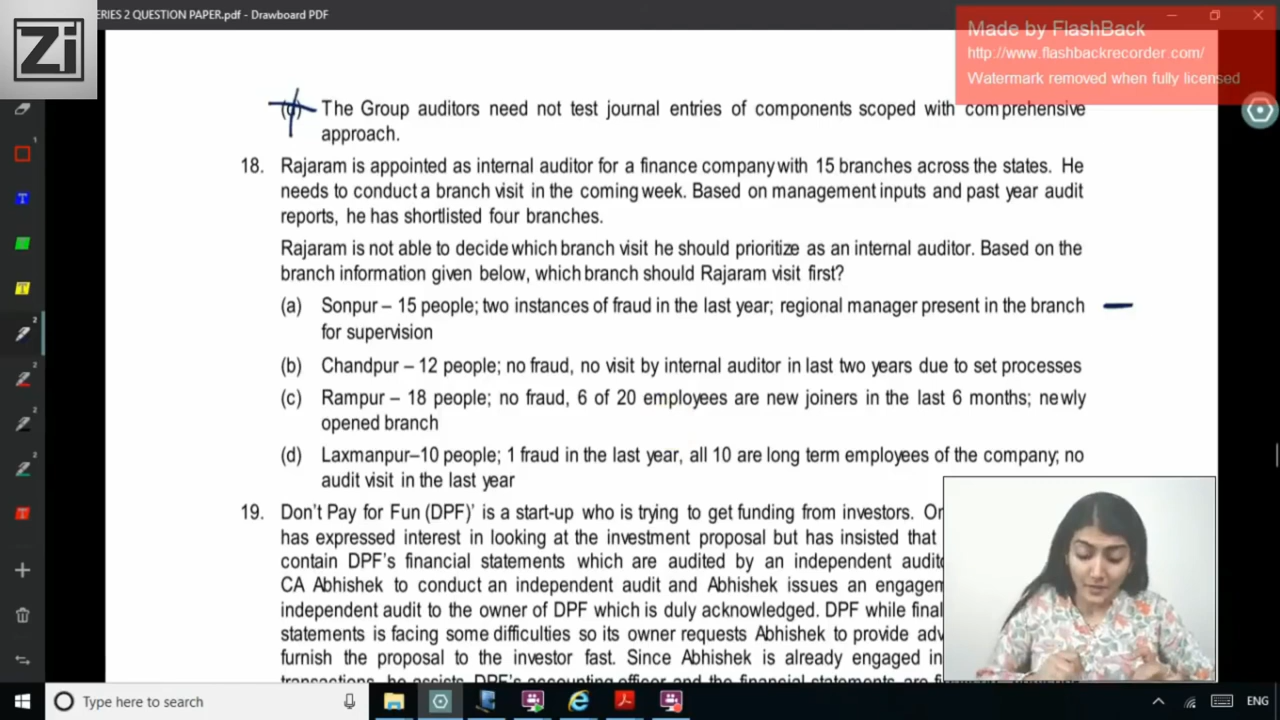 ERIES 2 QUESTION PAPER.pdf - Drawboard PDF
Zi
Made by FlashBack
http://www.flashbackrecorder.com/
Watermark removed when fully licensed
The Group auditors need not test journal entries of components scoped with comprehensive
approach.
18. Rajaram is appointed as internal auditor for a finance company with 15 branches across the states. He
needs to conduct a branch visit in the coming week. Based on management inputs and past year audit
reports, he has shortlisted four branches.
Rajaram is not able to decide which branch visit he should prioritize as an internal auditor. Based on the
branch information given below, which branch should Rajaram visit first?
(a) Sonpur – 15 people; two instances of fraud in the last year; regional manager present in the branch
for supervision
(b) Chandpur – 12 people; no fraud, no visit by internal auditor in last two years due to set processes
(c) Rampur – 18 people; no fraud, 6 of 20 employees are new joiners in the last 6 months; newly
opened branch
(d) Laxmanpur–10 people; 1 fraud in the last year, all 10 are long term employees of the company; no
audit visit in the last year
19. Don't Pay for Fun (DPF)' is a start-up who is trying to get funding from investors. Or
has expressed interest in looking at the investment proposal but has insisted that
contain DPF's financial statements which are audited by an independent audito
CA Abhishek to conduct an independent audit and Abhishek issues an engagem
independent audit to the owner of DPF which is duly acknowledged. DPF while final
statements is facing some difficulties so its owner requests Abhishek to provide adv
furnish the proposal to the investor fast. Since Abhishek is already engaged in
Type here to search
ENG